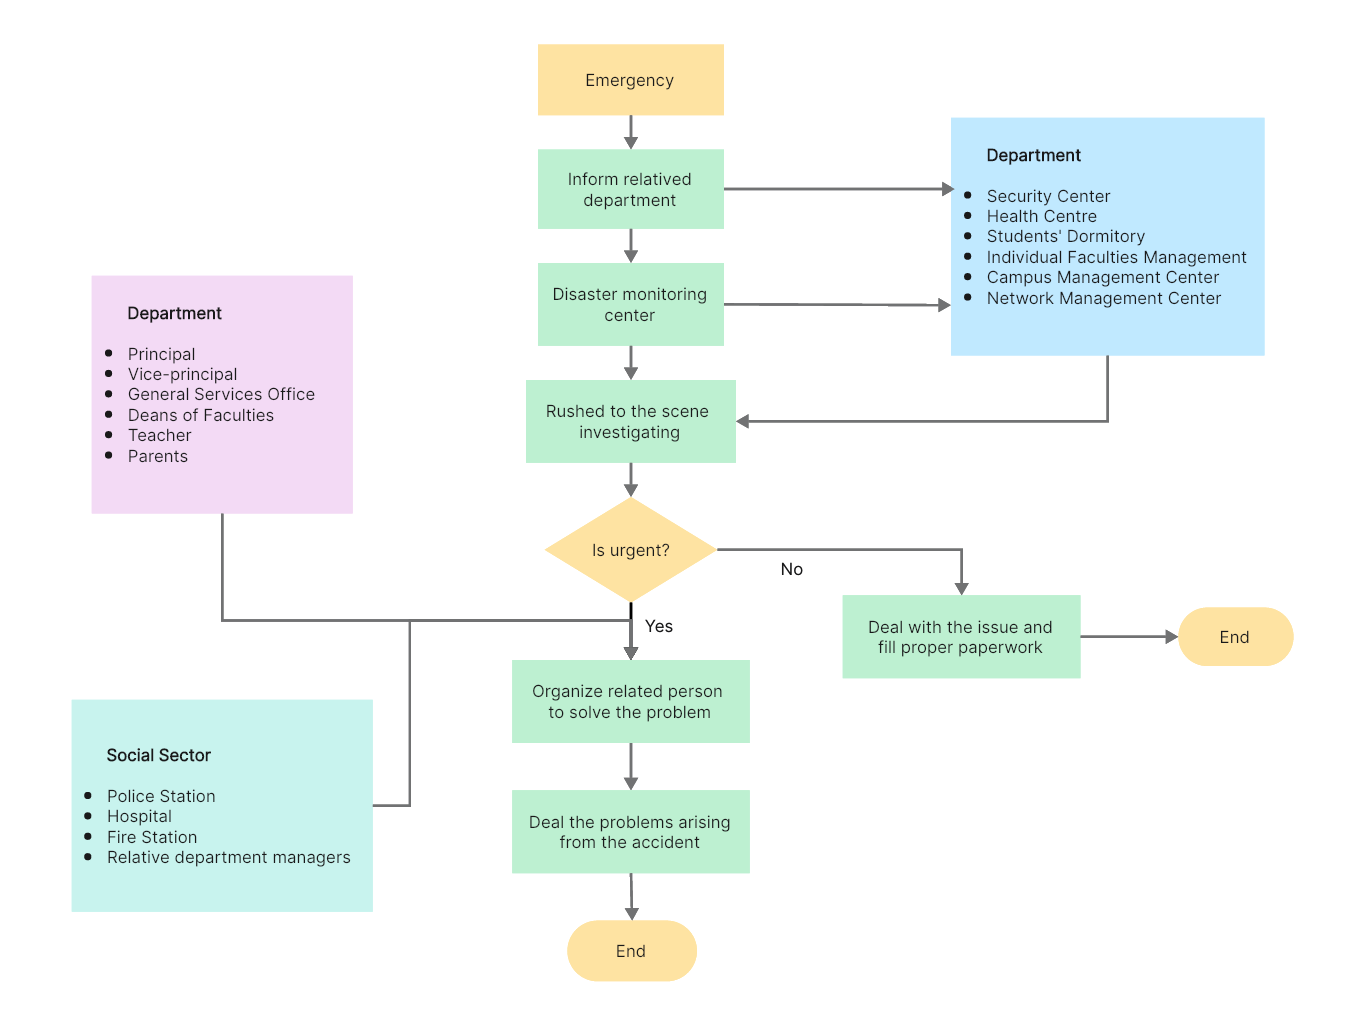 Emergency
Inform relatived
department
Department
Security Center
Health Centre
Students' Dormitory
Individual Faculties Management
Campus Management Center
Network Management Center
Disaster monitoring
center
Department
Principal
Vice-principal
General Services Office
Deans of Faculties
Teacher
Parents
Rushed to the scene
investigating
Is urgent?
No
Yes
Deal with the issue and
fill proper paperwork
End
Organize related person
to solve the problem
Social Sector
Police Station
Hospital
Fire Station
Relative department managers
Deal the problems arising
from the accident
End